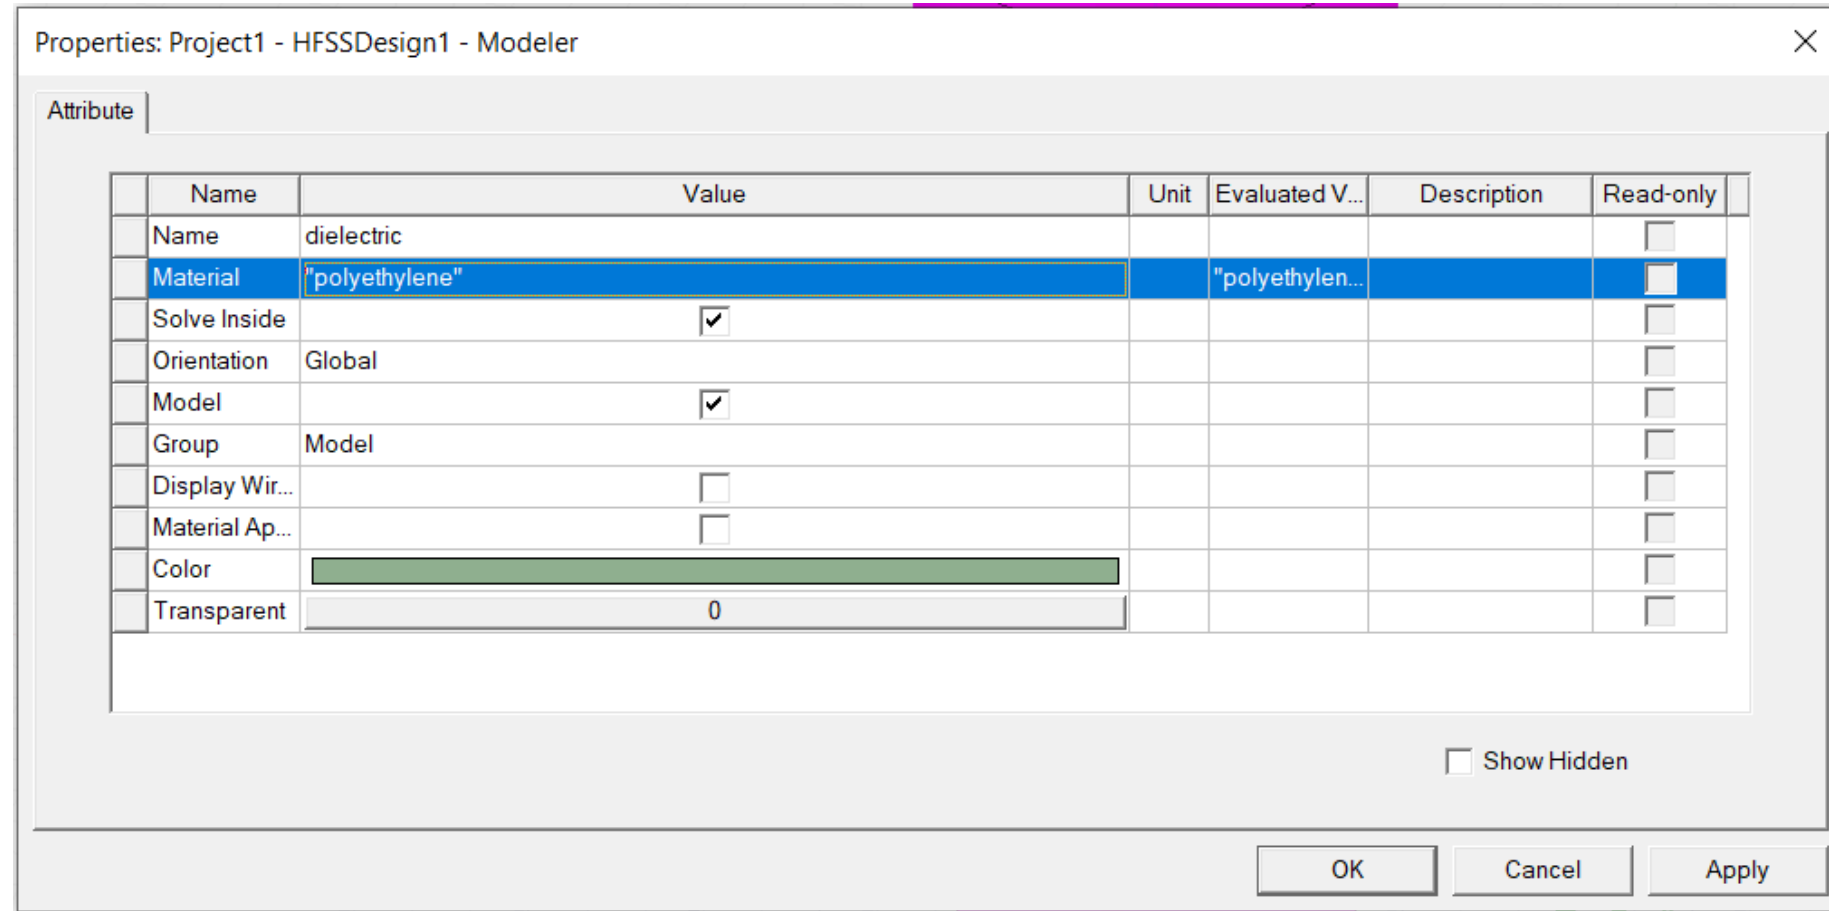 Properties: Project1 - HFSSDesign1 - Modeler
Attribute
Name Value Unit Evaluated V... Description Read-only
Name dielectric
Material "polyethylene" "polyethylen...
Solve Inside
Orientation Global
Model
Group Model
Display Wir...
Material Ap...
Color
Transparent 0
Show Hidden
OK Cancel Apply